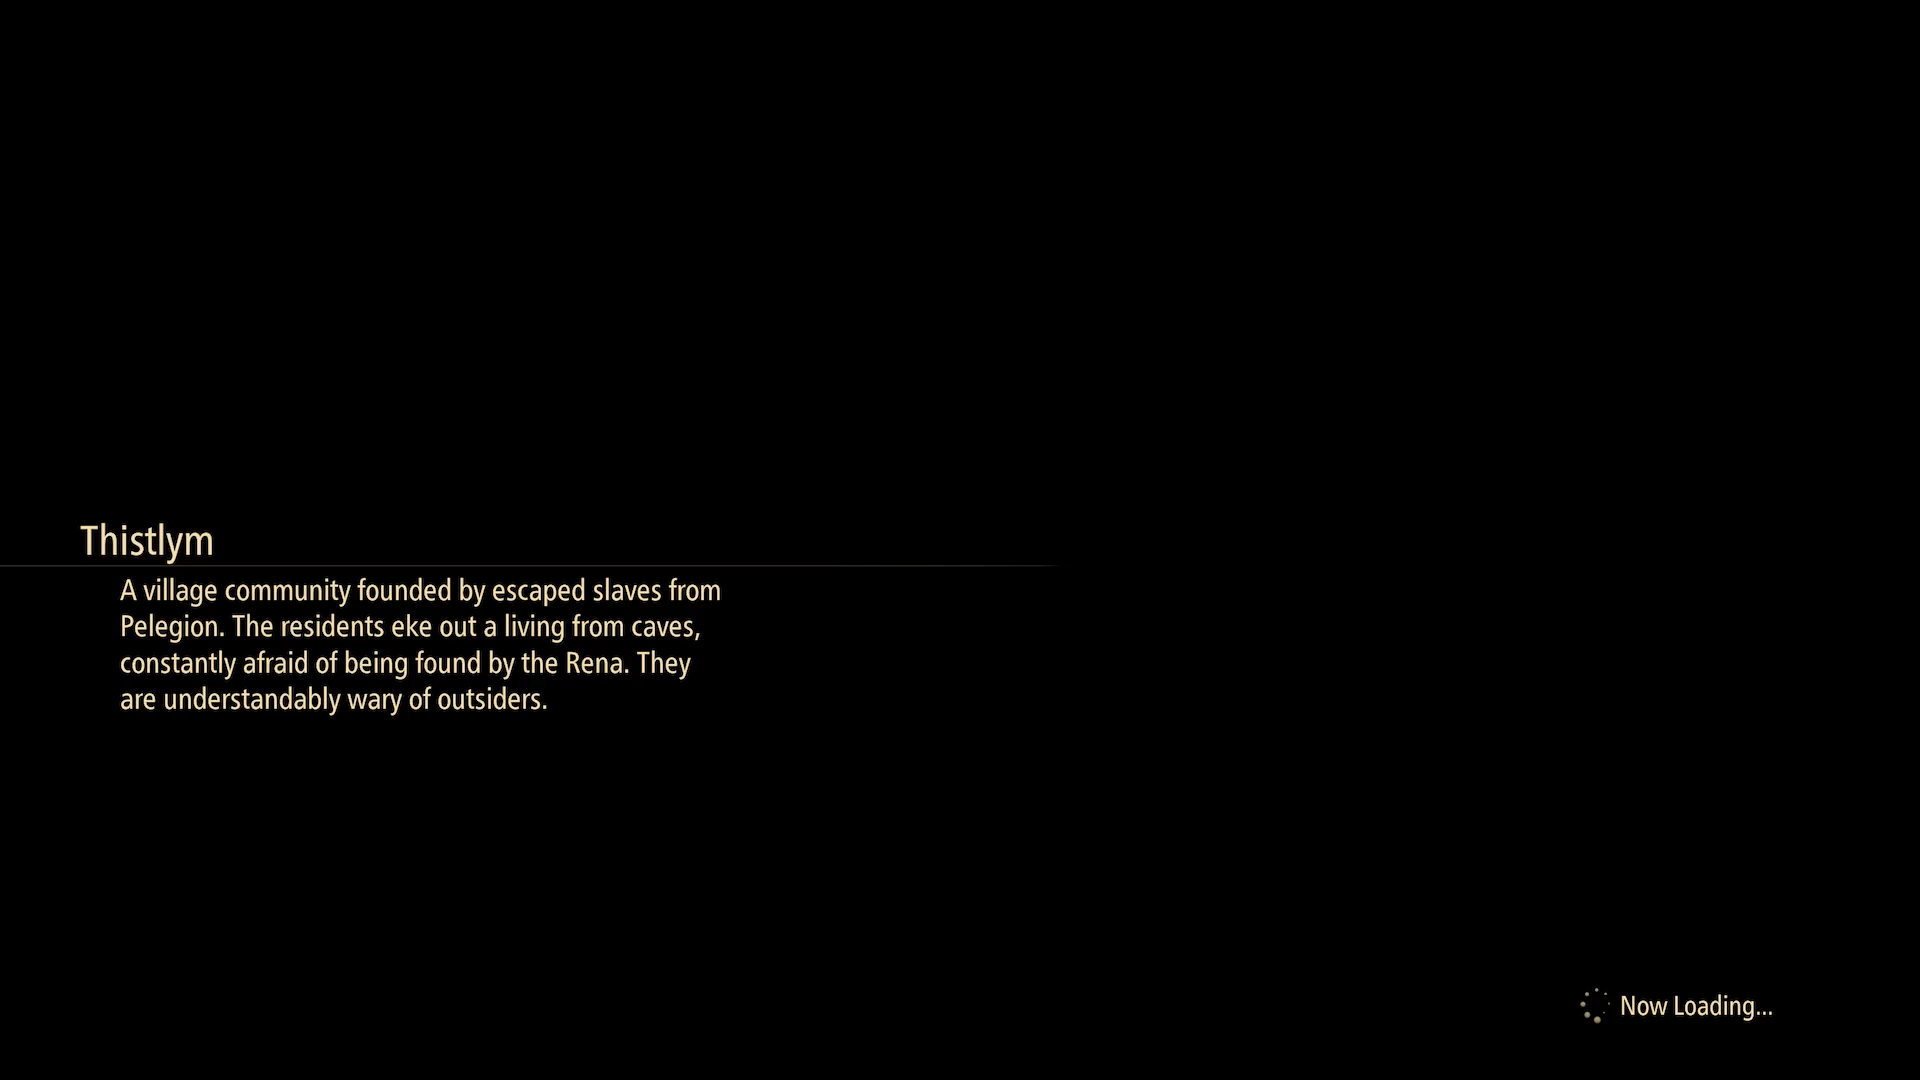 Thistlym
A village community founded by escaped slaves from
Pelegion. The residents eke out a living from caves,
constantly afraid of being found by the Rena. They
are understandably wary of outsiders.
Now Loading...